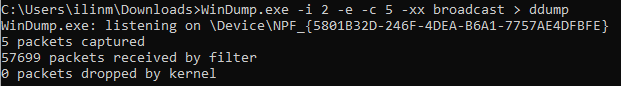 C:\Users\ilinm\Downloads>WinDump.exe -i 2 -e -c 5 -xx broadcast > ddump
WinDump.exe: listening on \Device\NPF_{5801B32D-246F-4DEA-B6A1-7757AE4DFBFE}
5 packets captured
57699 packets received by filter
0 packets dropped by kernel